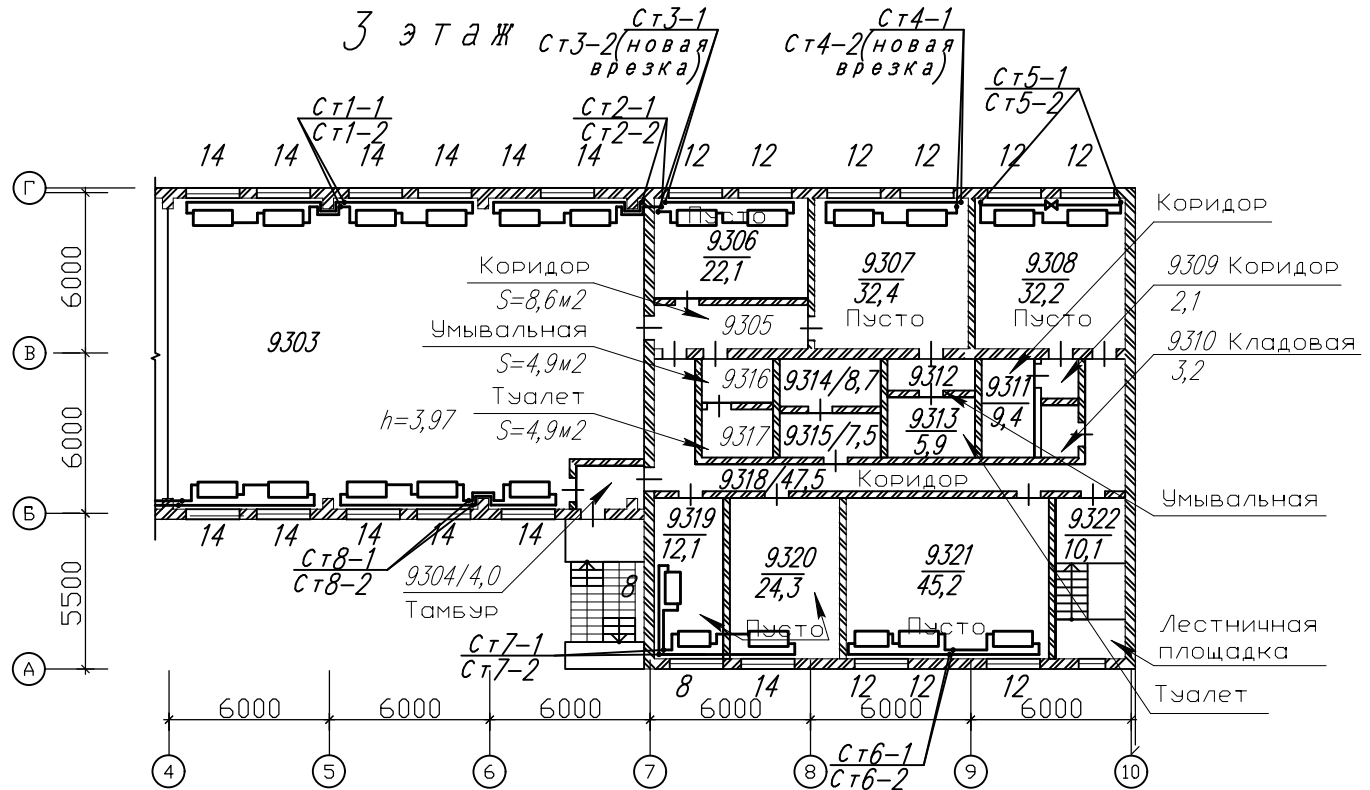 3 этаж
Ст3-1
Ст3-2(новая
врезка)
Ст4-1
Ст4-2(новая
врезка)
Ст5-1
Ст5-2
Ст1-1
Ст1-2
Ст2-1
Ст2-2
14 14 14 14 14 14 12 12 12 12 12 12
Г
В
Б
А
6000
6000
5500
Пусто
9306
22,1
9307
32,4
Пусто
9308
32,2
Пусто
Коридор
9309 Коридор
2,1
9310 Кладовая
3,2
Коридор
S=8,6м2
9305
Умывальная
S=4,9м2
9316
Туалет
S=4,9м2
9317
9303
h=3,97
9314/8,7
9315/7,5
9312
9313
5,9
9311
9,4
9318/47,5 Коридор
Умывальная
9319
12,1
9320
24,3
Пусто
9321
45,2
Пусто
9322
10,1
14 14 14 14
Ст8-1
Ст8-2
9304/4,0
Тамбур
8
Ст7-1
Ст7-2
Лестничная
площадка
Туалет
8 14 12 12 12
6000 6000 6000 6000 6000 6000
Ст6-1
Ст6-2
4 5 6 7 8 9 10